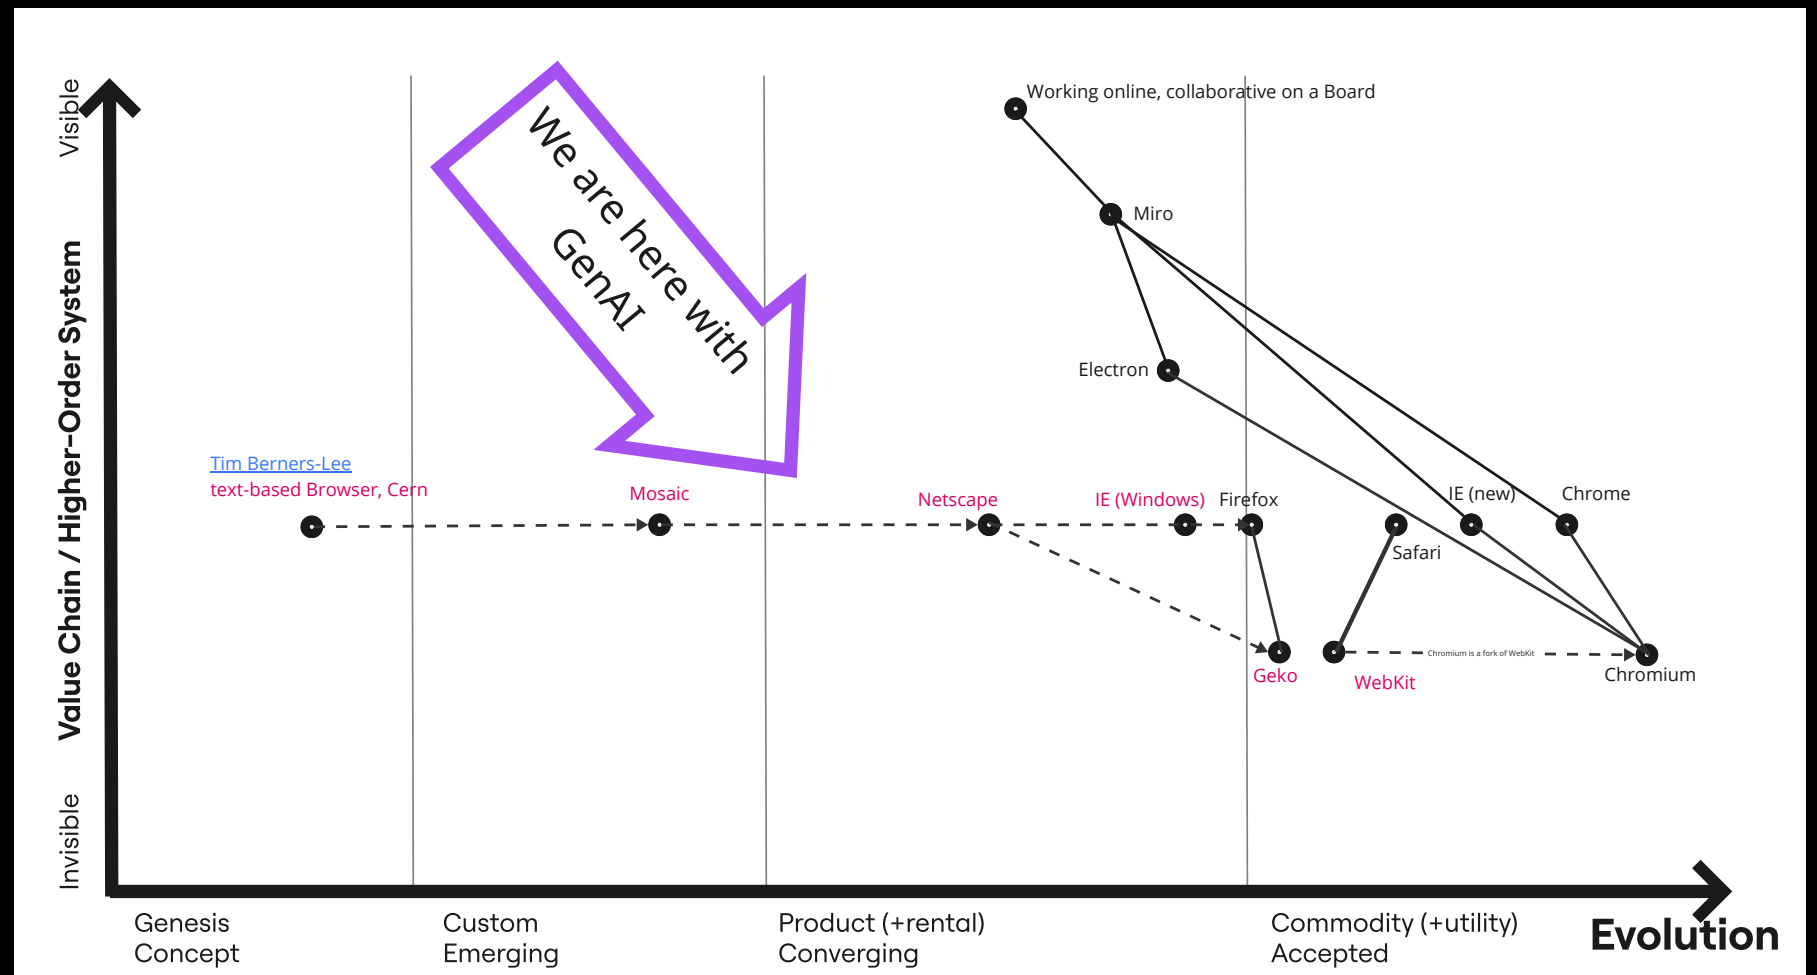 Visible
Value Chain / Higher-Order System
Invisible
We are here with
GenAI
Working online, collaborative on a Board
Miro
Electron
Tim Berners-Lee
text-based Browser, Cern
Mosaic
Netscape
IE (Windows)
Firefox
IE (new)
Chrome
Safari
Geko
WebKit
Chromium is a fork of WebKit
Chromium
Genesis
Concept
Custom
Emerging
Product (+rental)
Converging
Commodity (+utility)
Accepted
Evolution